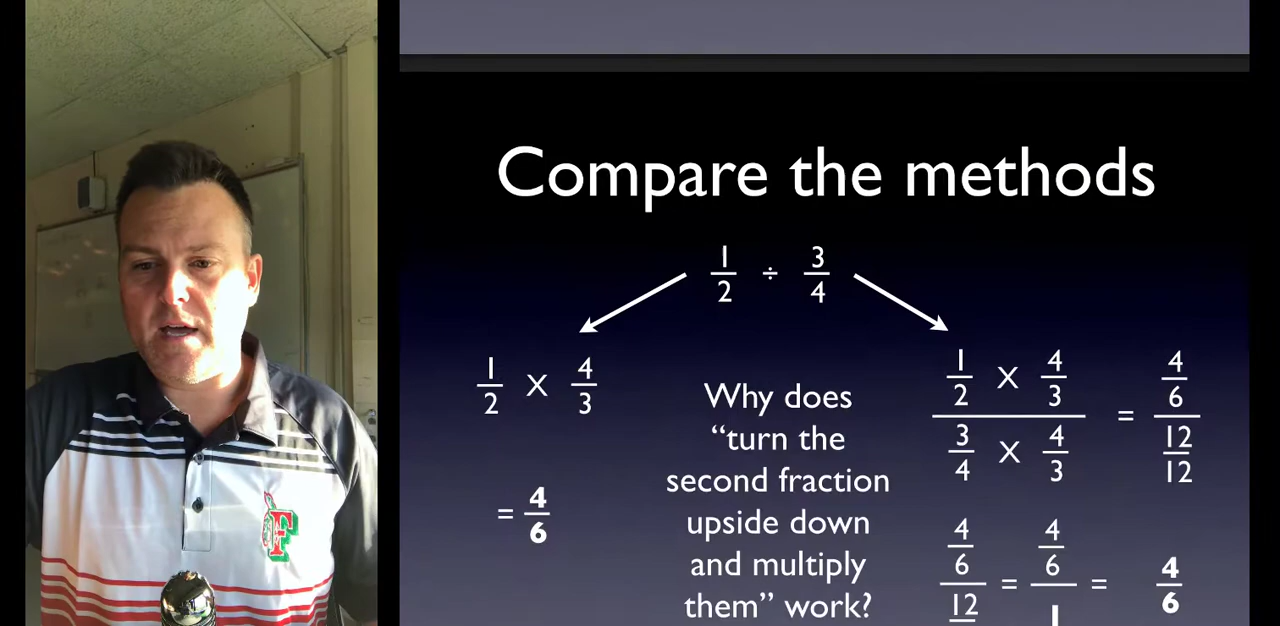 Compare the methods
1/2 ÷ 3/4
1/2 X 4/3
= 4/6
Why does
“turn the
second fraction
upside down
and multiply
them” work?
(1/2 X 4/3) / (3/4 X 4/3) = (4/6) / (12/12)
(4/6) / 12 = (4/6) / 1 = 4/6
F